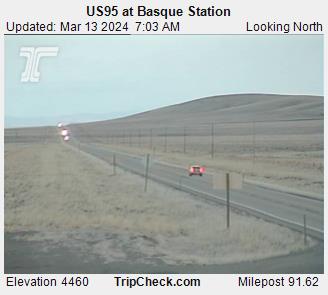 US95 at Basque Station
Updated: Mar 13 2024 7:03 AM Looking North
Elevation 4460 TripCheck.com Milepost 91.62